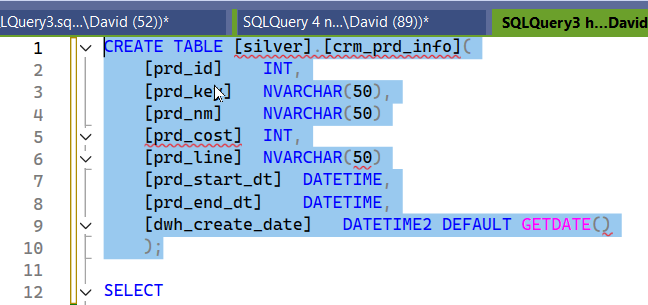 LQuery3.sq...\David (52))* SQLQuery 4 n...\David (89))* SQLQuery3 h...David
1 CREATE TABLE [silver].[crm_prd_info](
2 [prd_id] INT,
3 [prd_key] NVARCHAR(50),
4 [prd_nm] NVARCHAR(50)
5 [prd_cost] INT,
6 [prd_line] NVARCHAR(50)
7 [prd_start_dt] DATETIME,
8 [prd_end_dt] DATETIME,
9 [dwh_create_date] DATETIME2 DEFAULT GETDATE()
10 );
11
12 SELECT